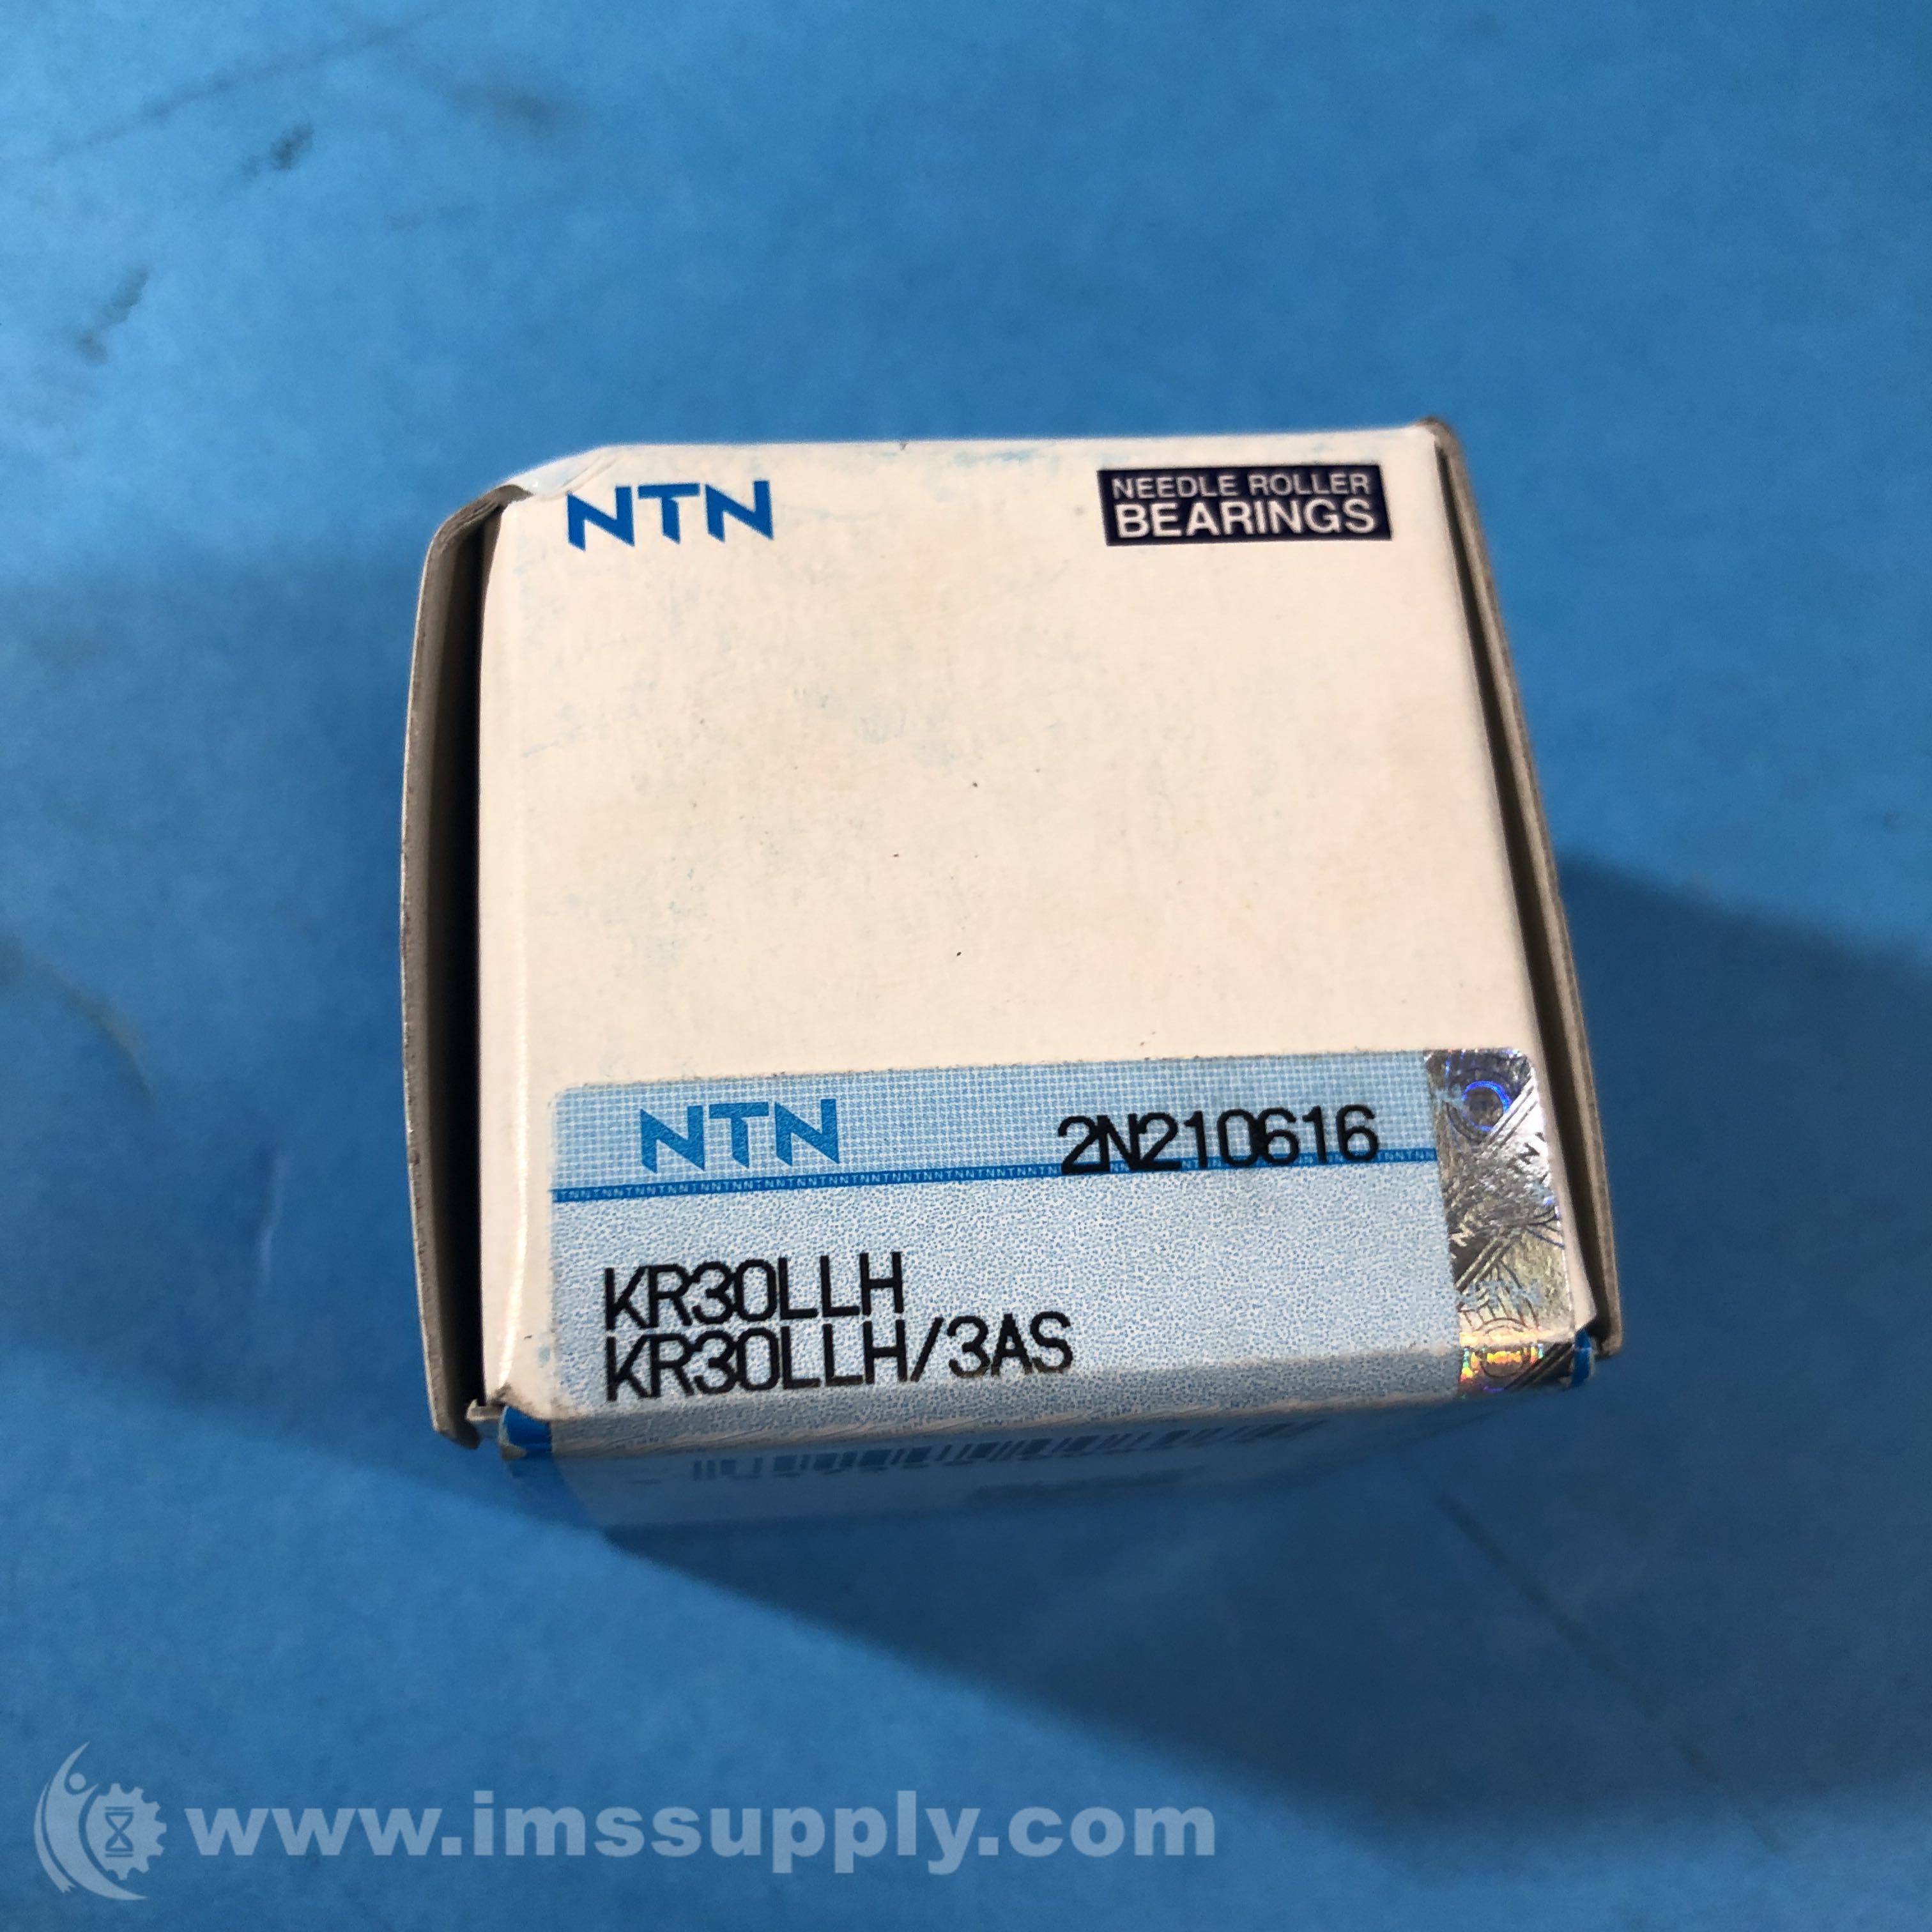 NTN
NEEDLE ROLLER
BEARINGS
NTN
2N210616
KR30LLH
KR30LLH/3AS
www.imssupply.com